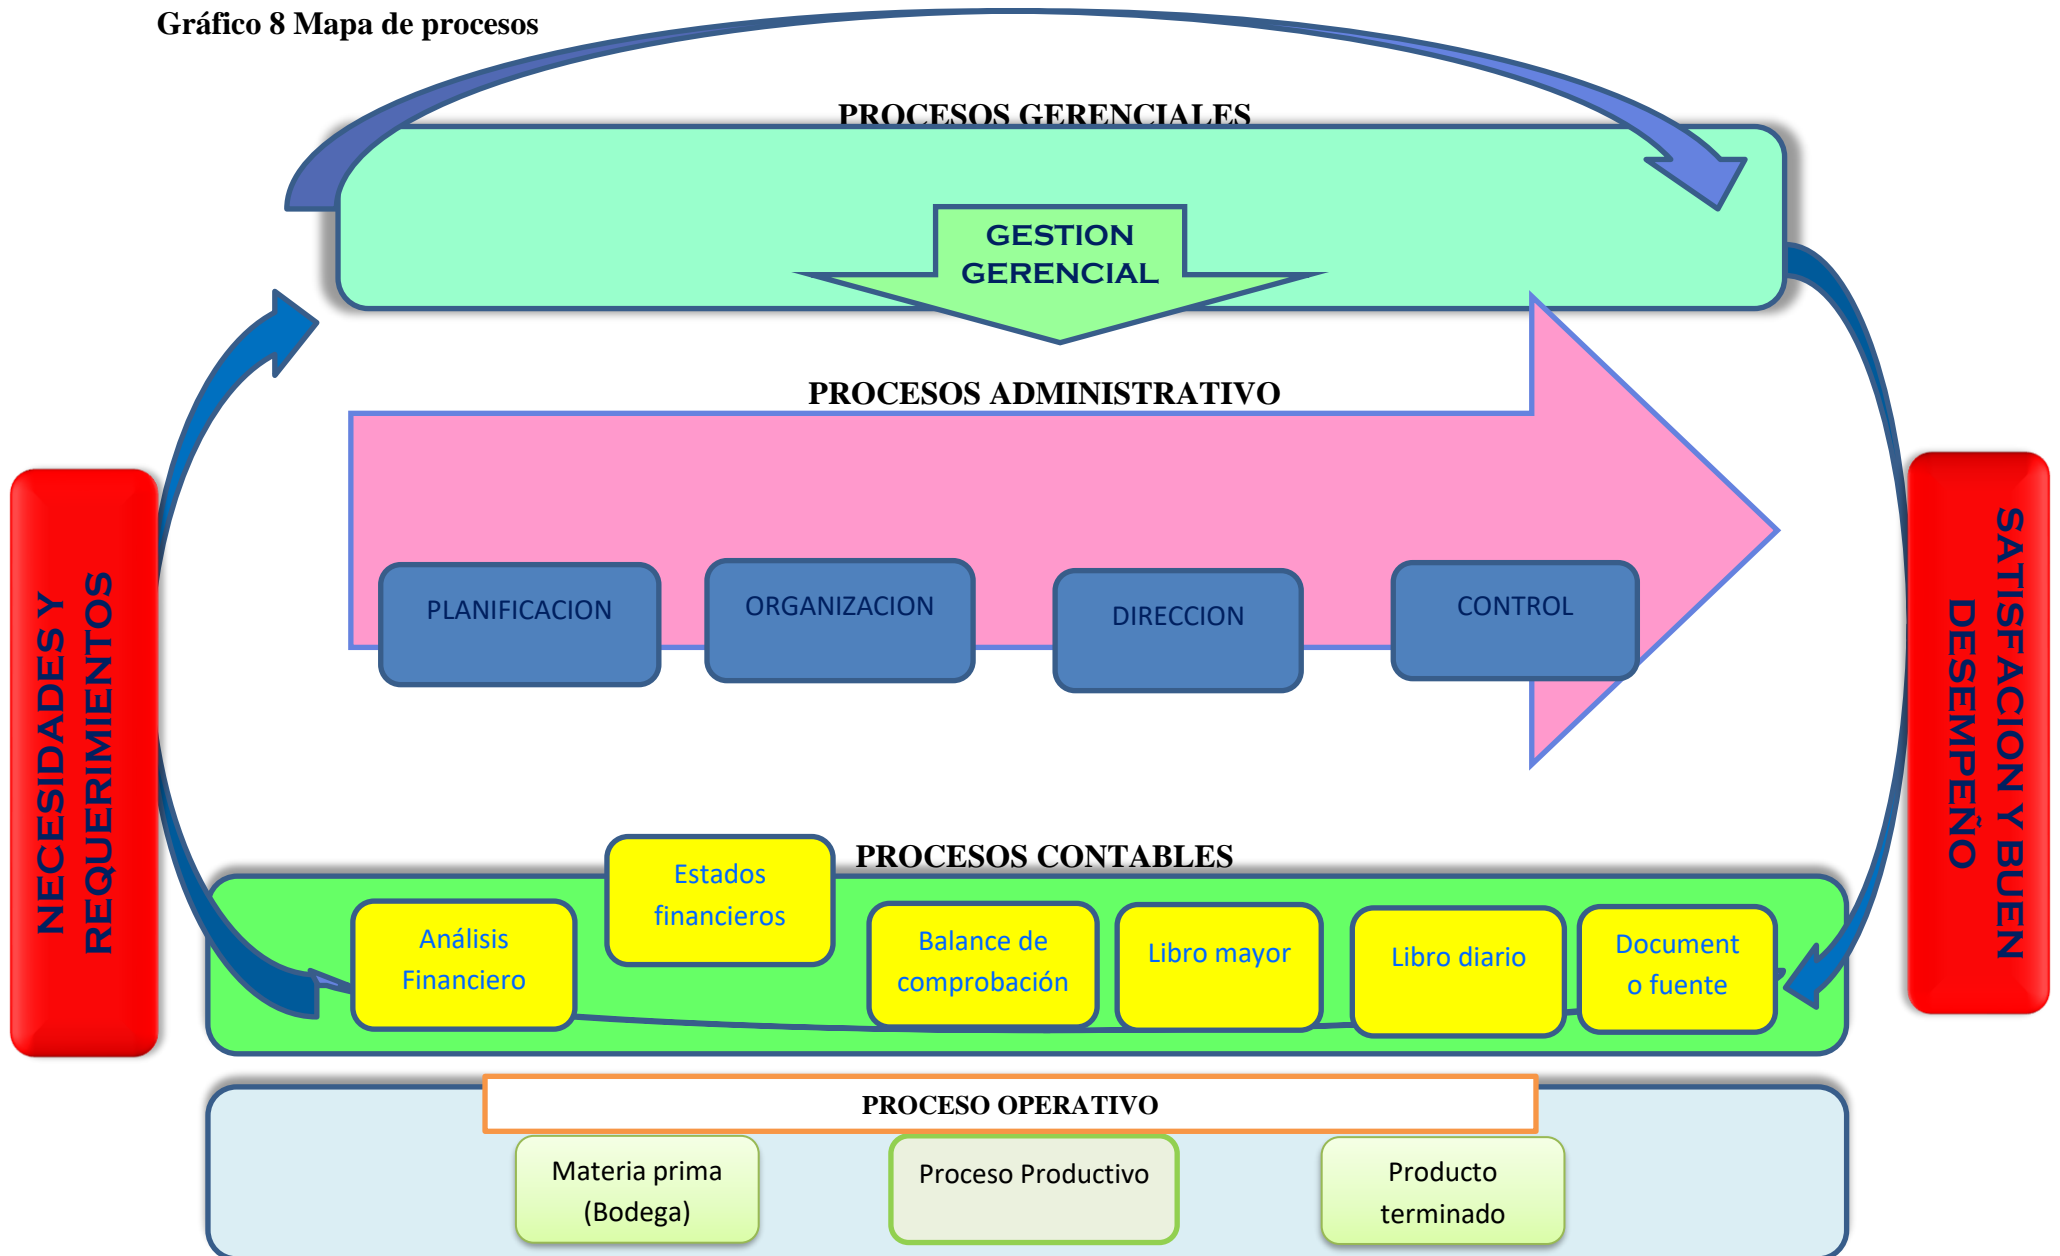 Gráfico 8 Mapa de procesos
PROCESOS GERENCIALES
GESTION
GERENCIAL
PROCESOS ADMINISTRATIVO
PLANIFICACION
ORGANIZACION
DIRECCION
CONTROL
NECESIDADES Y
REQUERIMIENTOS
SATISFACION Y BUEN
DESEMPEÑO
PROCESOS CONTABLES
Análisis
Financiero
Estados
financieros
Balance de
comprobación
Libro mayor
Libro diario
Document
o fuente
PROCESO OPERATIVO
Materia prima
(Bodega)
Proceso Productivo
Producto
terminado